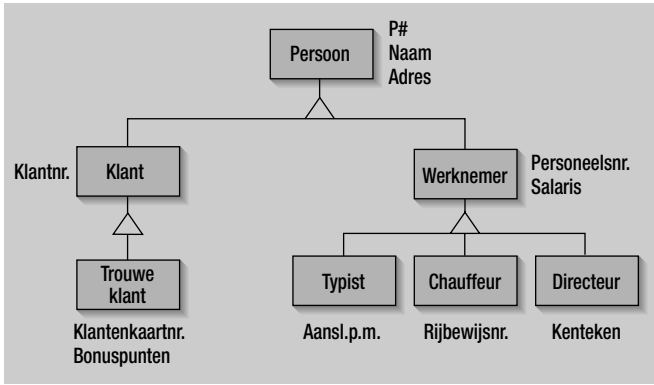 Persoon
P#
Naam
Adres
Klantnr.
Klant
Werknemer
Personeelsnr.
Salaris
Trouwe
klant
Klantenkaartnr.
Bonuspunten
Typist
Aansl.p.m.
Chauffeur
Rijbewijsnr.
Directeur
Kenteken